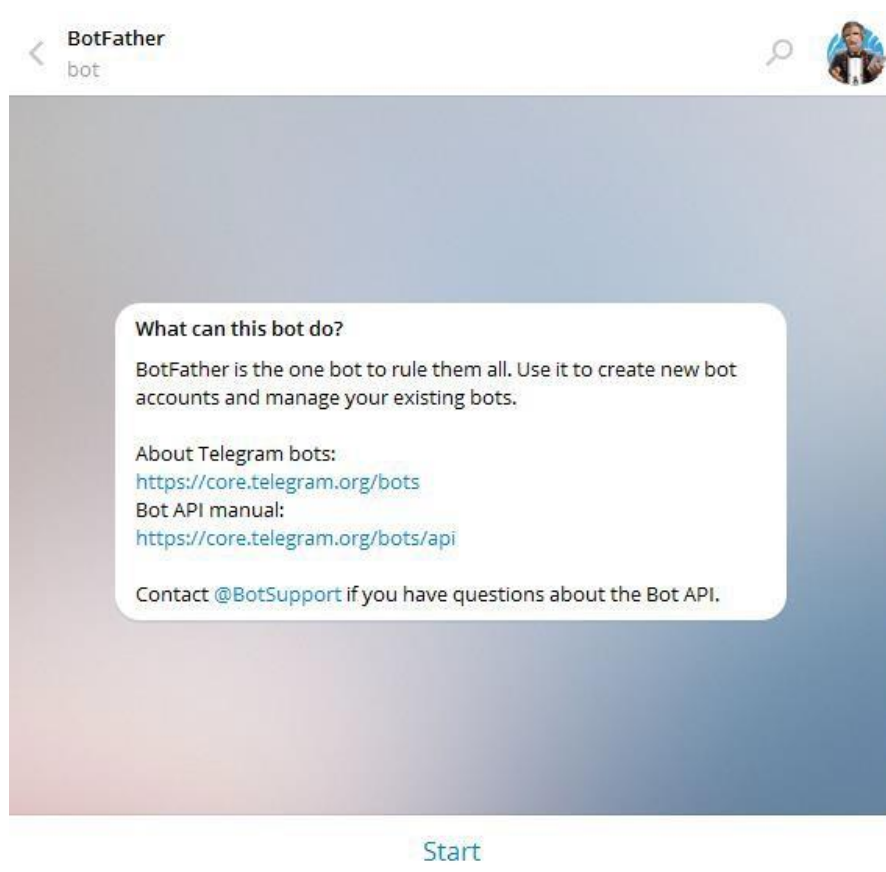 BotFather
bot
What can this bot do?
BotFather is the one bot to rule them all. Use it to create new bot
accounts and manage your existing bots.
About Telegram bots:
https://core.telegram.org/bots
Bot API manual:
https://core.telegram.org/bots/api
Contact @BotSupport if you have questions about the Bot API.
Start